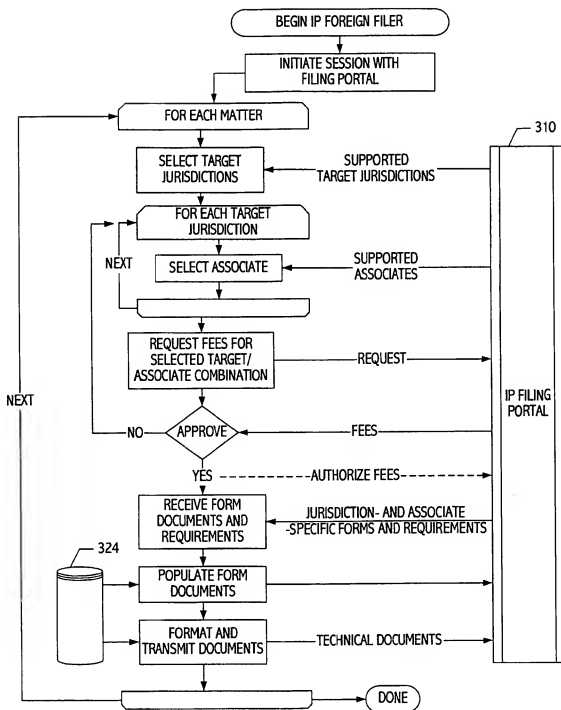 BEGIN IP FOREIGN FILER
INITIATE SESSION WITH
FILING PORTAL
FOR EACH MATTER
310
SELECT TARGET
JURISDICTIONS
SUPPORTED
TARGET JURISDICTIONS
FOR EACH TARGET
JURISDICTION
NEXT
SELECT ASSOCIATE
SUPPORTED
ASSOCIATES
REQUEST FEES FOR
SELECTED TARGET/
ASSOCIATE COMBINATION
REQUEST
NEXT
IP FILING
PORTAL
NO
APPROVE
FEES
YES
AUTHORIZE FEES
RECEIVE FORM
DOCUMENTS AND
REQUIREMENTS
JURISDICTION- AND ASSOCIATE
-SPECIFIC FORMS AND REQUIREMENTS
324
POPULATE FORM
DOCUMENTS
FORMAT AND
TRANSMIT DOCUMENTS
TECHNICAL DOCUMENTS
DONE